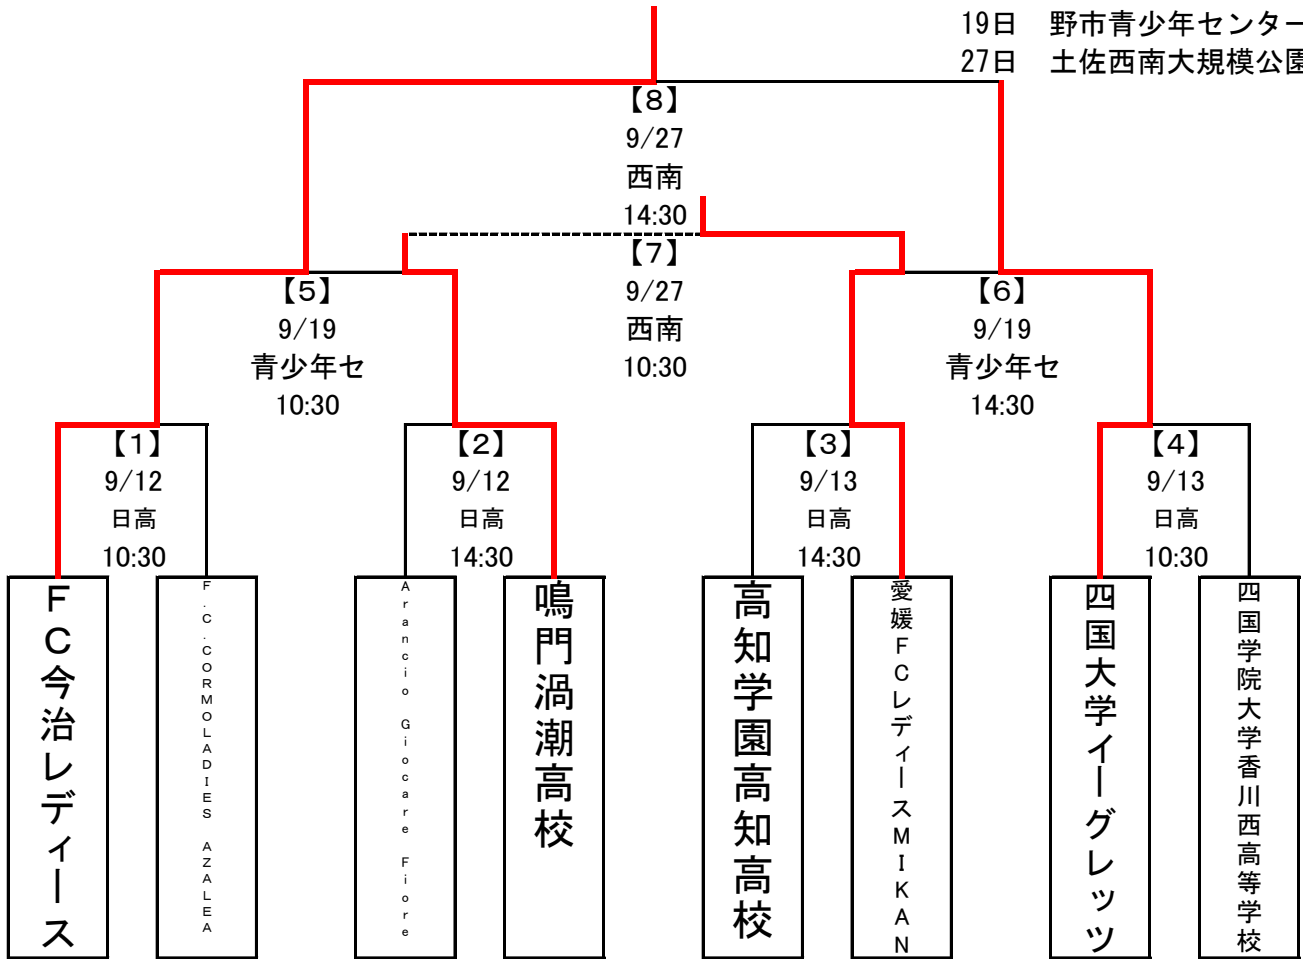 19日　野市青少年センター
27日　土佐西南大規模公園
【8】
9/27
西南
14:30
【7】
9/27
西南
10:30
【5】
9/19
青少年セ
10:30
【6】
9/19
青少年セ
14:30
【1】
9/12
日高
10:30
【2】
9/12
日高
14:30
【3】
9/13
日高
14:30
【4】
9/13
日高
10:30
FC今治レディース
F.C.CORMOLADIES AZALEA
Arancio Giocare Fiore
鳴門渦潮高校
高知学園高知高校
愛媛FCレディースMIKAN
四国大学イーグレッツ
四国学院大学香川西高等学校